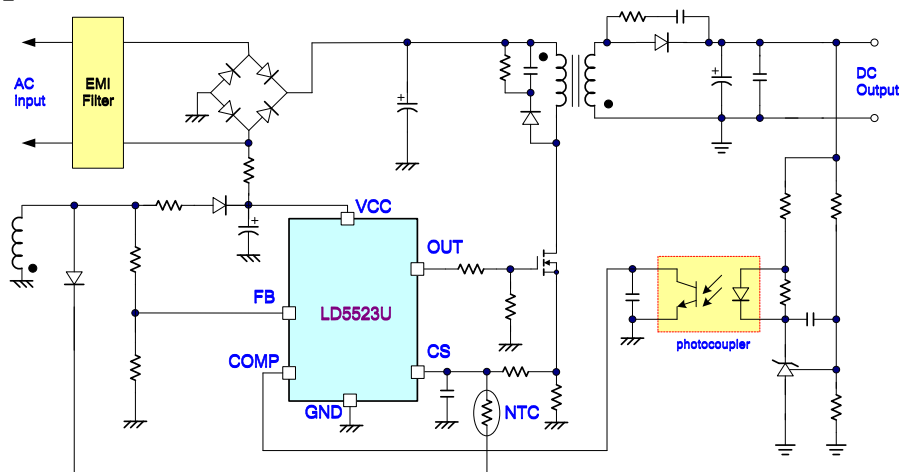 AC
Input
EMI
Filter
+
+
+
DC
Output
VCC
OUT
FB
LD5523U
COMP
CS
GND
NTC
photocoupler